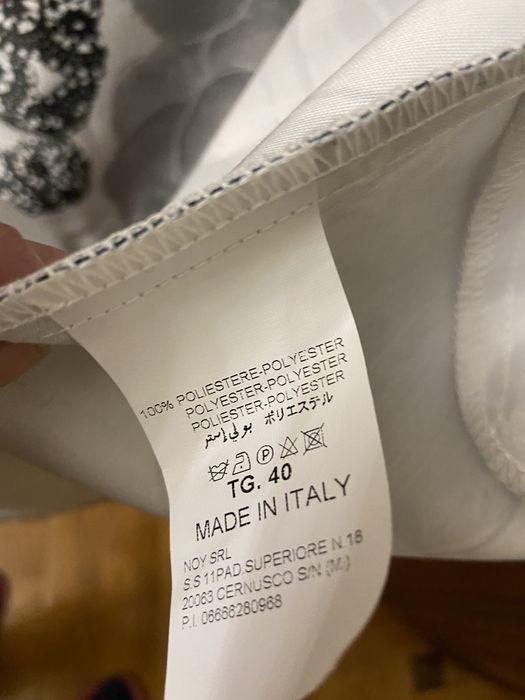 100% POLIESTERE-POLYESTER
POLYESTER-POLYESTER
POLIESTER-POLYESTER
بولي إستر ポリエステル
P
TG. 40
MADE IN ITALY
NOY SRL
S.S 11PAD.SUPERIORE N.18
20063 CERNUSCO S/N (M.)
P.I. 06666280968